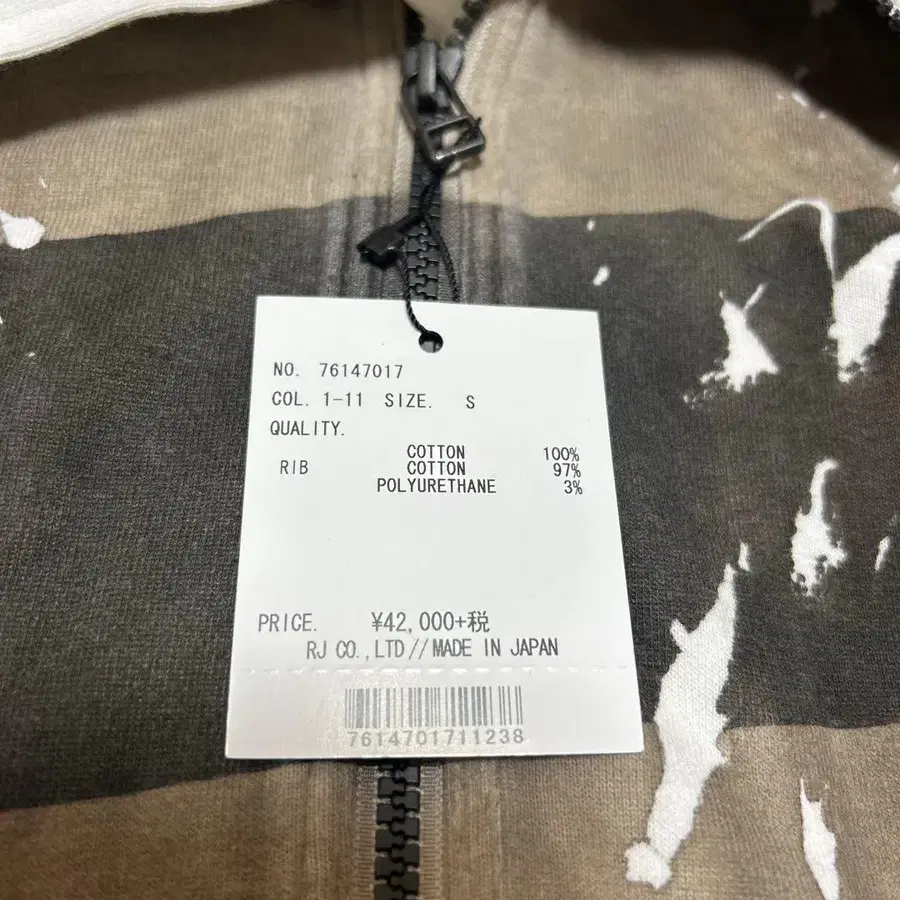 NO. 76147017
COL. 1-11 SIZE. S
QUALITY.
COTTON 100%
RIB COTTON 97%
POLYURETHANE 3%
PRICE. ¥42,000+税
RJ CO.,LTD//MADE IN JAPAN
7614701711238